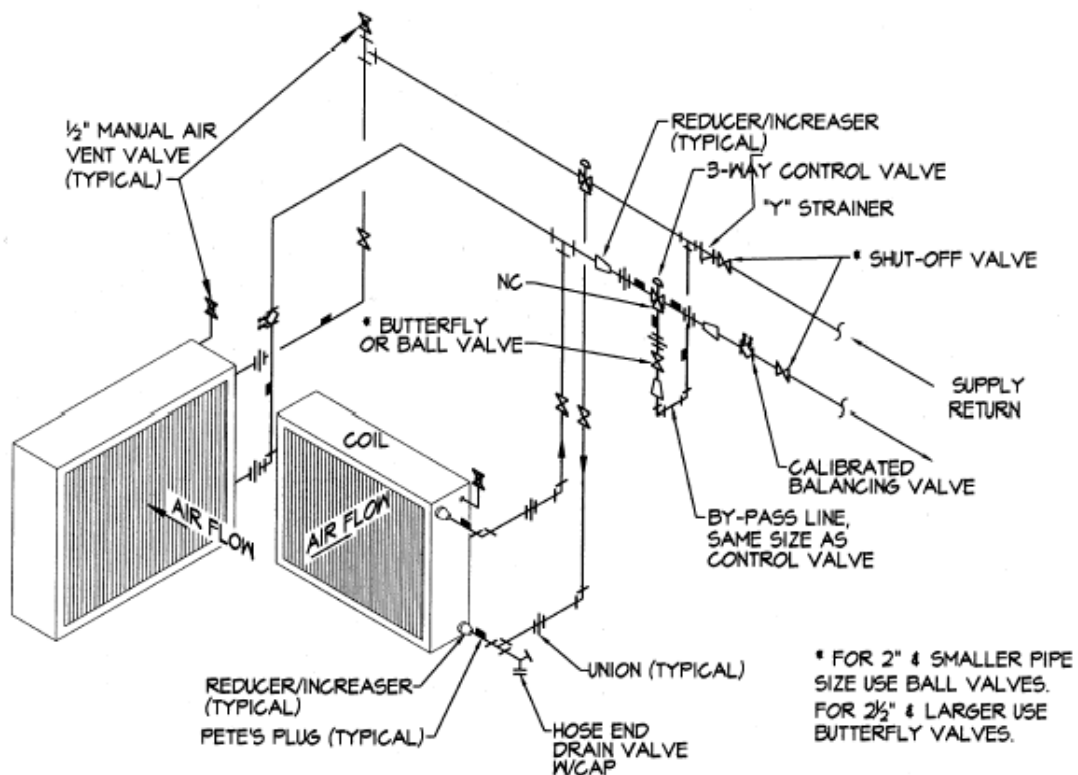 ½" MANUAL AIR
VENT VALVE
(TYPICAL)
REDUCER/INCREASER
(TYPICAL)
3-WAY CONTROL VALVE
"Y" STRAINER
* SHUT-OFF VALVE
NC
* BUTTERFLY
OR BALL VALVE
SUPPLY
RETURN
COIL
AIR FLOW
AIR FLOW
CALIBRATED
BALANCING VALVE
BY-PASS LINE,
SAME SIZE AS
CONTROL VALVE
UNION (TYPICAL)
REDUCER/INCREASER
(TYPICAL)
PETE'S PLUG (TYPICAL)
HOSE END
DRAIN VALVE
W/CAP
* FOR 2" & SMALLER PIPE
SIZE USE BALL VALVES.
FOR 2½" & LARGER USE
BUTTERFLY VALVES.